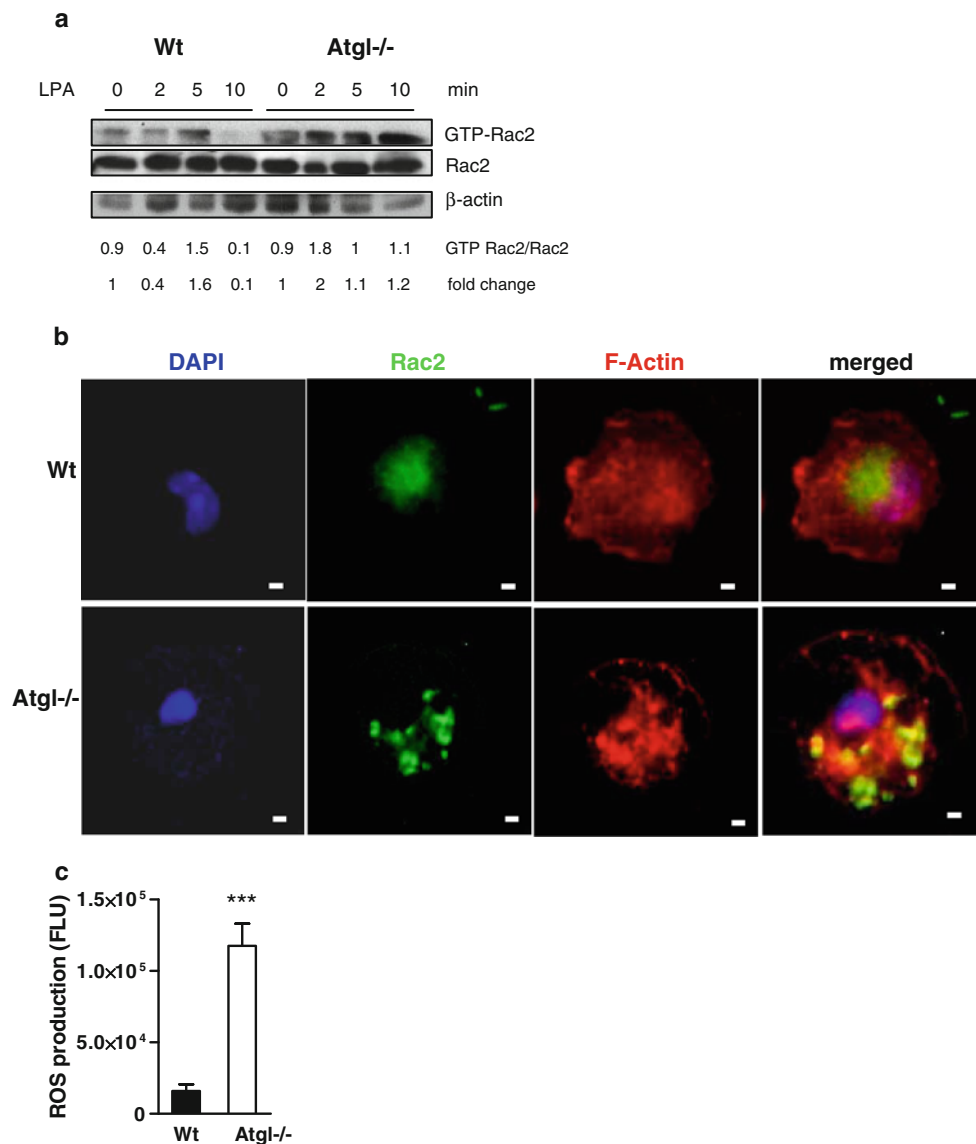 a
Wt Atgl-/-
LPA 0 2 5 10 0 2 5 10 min
GTP-Rac2
Rac2
β-actin
0.9 0.4 1.5 0.1 0.9 1.8 1 1.1 GTP Rac2/Rac2
1 0.4 1.6 0.1 1 2 1.1 1.2 fold change
b
DAPI Rac2 F-Actin merged
Wt
Atgl-/-
c
ROS production (FLU)
1.5×10⁵
***
1.0×10⁵
5.0×10⁴
0
Wt Atgl-/-